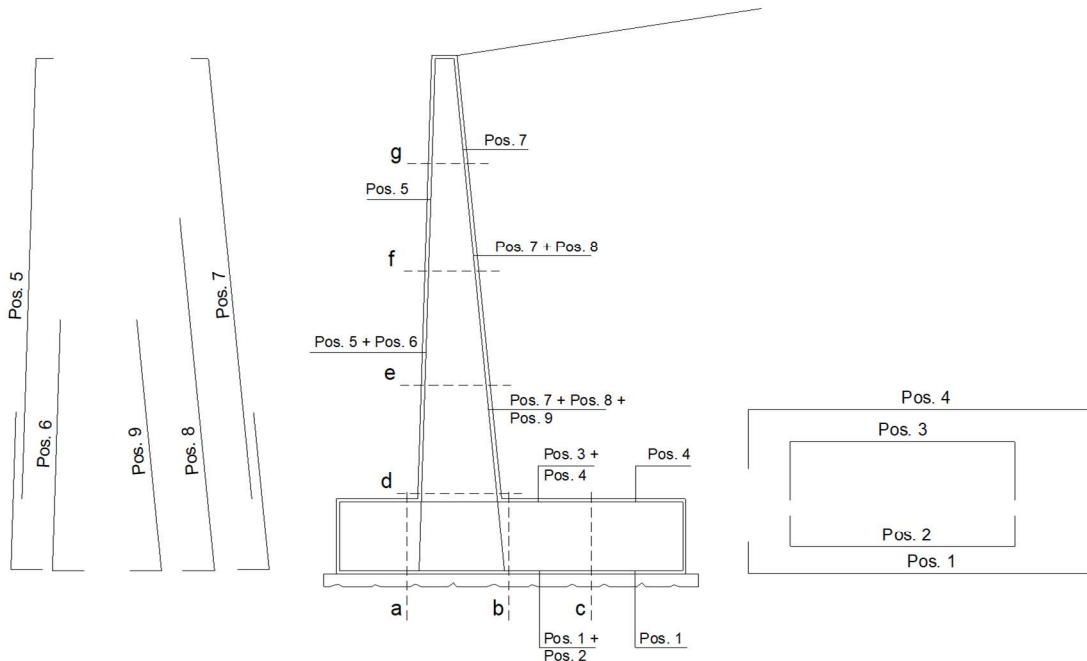 Pos. 5
Pos. 6
Pos. 9
Pos. 8
Pos. 7
g
Pos. 7
Pos. 5
f
Pos. 7 + Pos. 8
Pos. 5 + Pos. 6
e
Pos. 7 + Pos. 8 +
Pos. 9
d
Pos. 3 +
Pos. 4
Pos. 4
a
b
c
Pos. 1 +
Pos. 2
Pos. 1
Pos. 4
Pos. 3
Pos. 2
Pos. 1